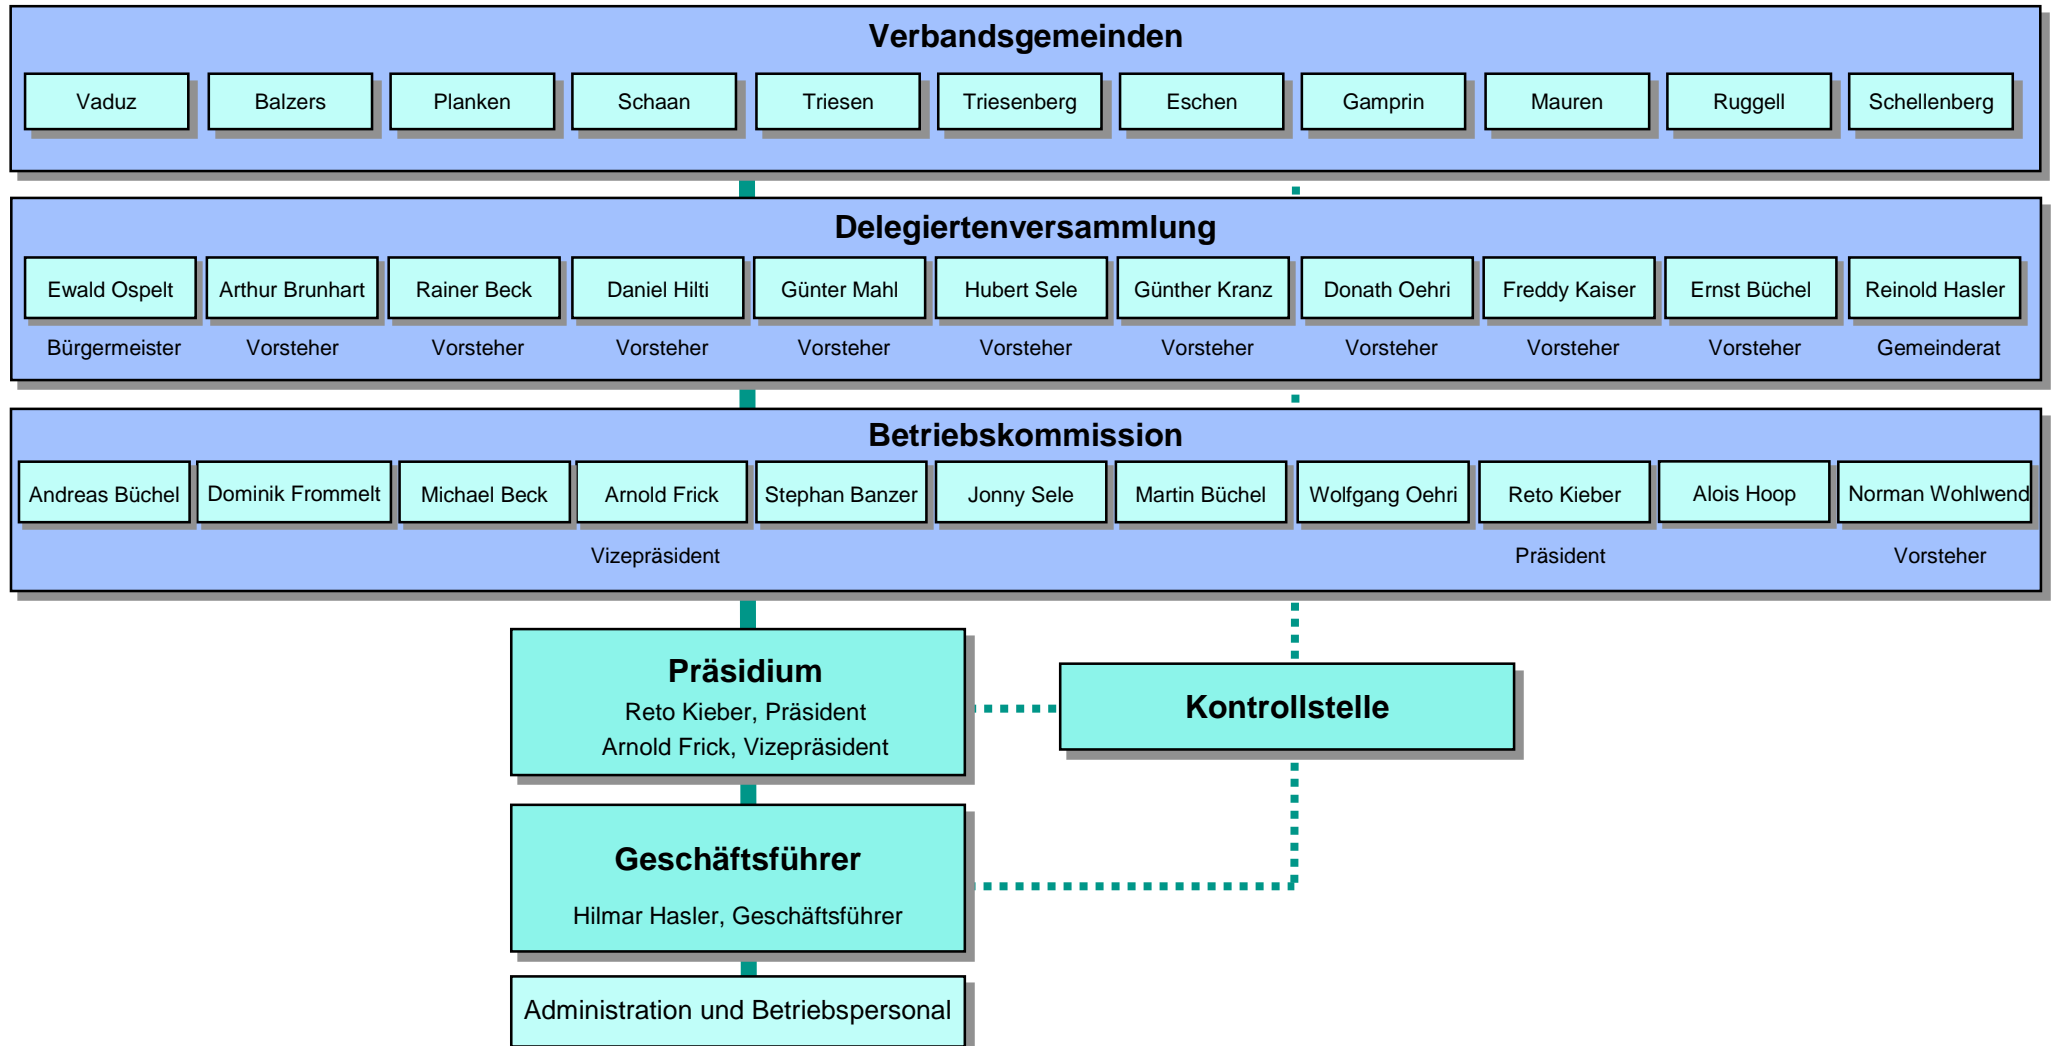 Verbandsgemeinden
Vaduz Balzers Planken Schaan Triesen Triesenberg Eschen Gamprin Mauren Ruggell Schellenberg
Delegiertenversammlung
Ewald Ospelt Arthur Brunhart Rainer Beck Daniel Hilti Günter Mahl Hubert Sele Günther Kranz Donath Oehri Freddy Kaiser Ernst Büchel Reinold Hasler
Bürgermeister Vorsteher Vorsteher Vorsteher Vorsteher Vorsteher Vorsteher Vorsteher Vorsteher Vorsteher Gemeinderat
Betriebskommission
Andreas Büchel Dominik Frommelt Michael Beck Arnold Frick Stephan Banzer Jonny Sele Martin Büchel Wolfgang Oehri Reto Kieber Alois Hoop Norman Wohlwend
Vizepräsident Präsident Vorsteher
Präsidium
Reto Kieber, Präsident
Arnold Frick, Vizepräsident
Kontrollstelle
Geschäftsführer
Hilmar Hasler, Geschäftsführer
Administration und Betriebspersonal